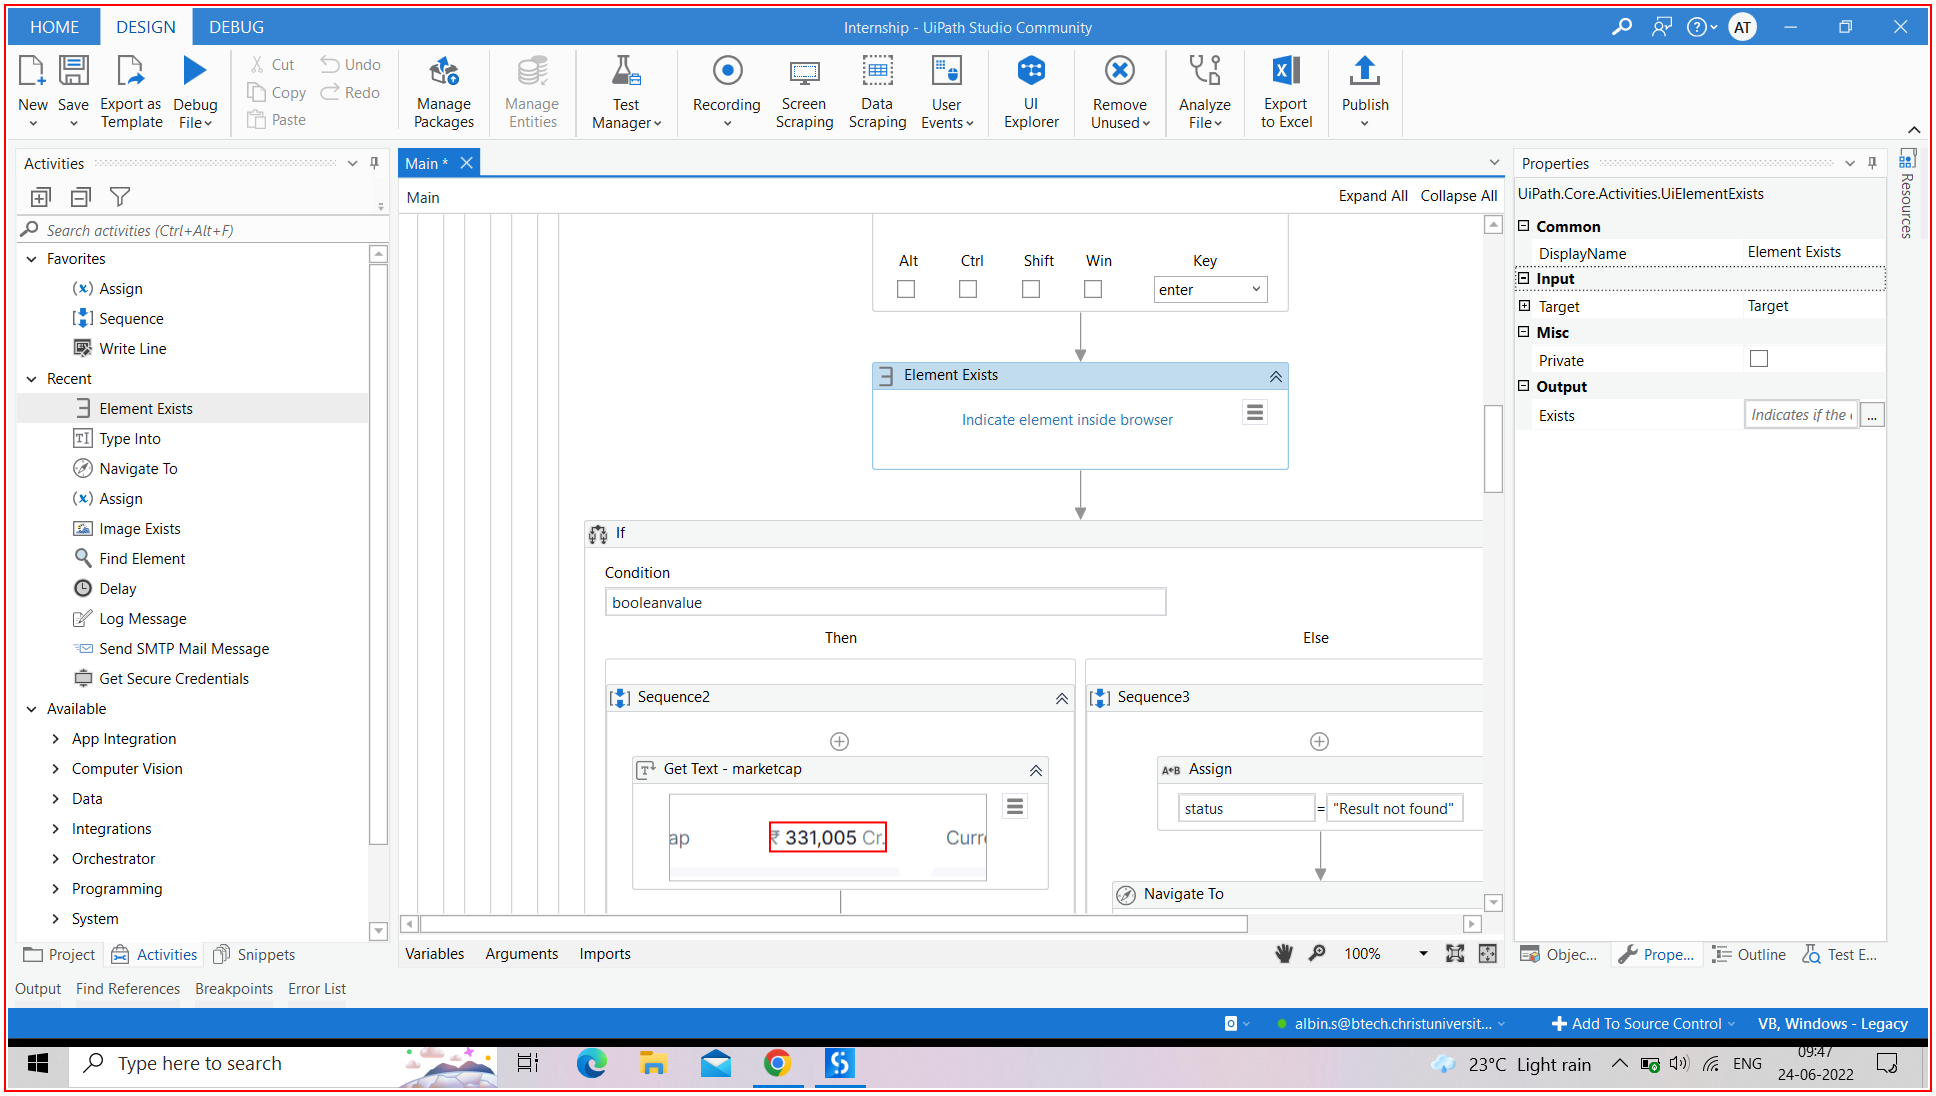 HOME DESIGN DEBUG
Internship - UiPath Studio Community
AT
New Save Export as Template Debug File
Cut Copy Paste Undo Redo
Manage Packages
Manage Entities
Test Manager
Recording Screen Scraping Data Scraping User Events
UI Explorer
Remove Unused
Analyze File
Export to Excel
Publish
Activities
Search activities (Ctrl+Alt+F)
Favorites
Assign
Sequence
Write Line
Recent
Element Exists
Type Into
Navigate To
Assign
Image Exists
Find Element
Delay
Log Message
Send SMTP Mail Message
Get Secure Credentials
Available
App Integration
Computer Vision
Data
Integrations
Orchestrator
Programming
System
Project Activities Snippets
Main *
Main
Expand All Collapse All
Alt Ctrl Shift Win Key
enter
Element Exists
Indicate element inside browser
If
Condition
booleanvalue
Then Else
Sequence2
Get Text - marketcap
ap ₹ 331,005 Cr. Curr
Sequence3
Assign
status = "Result not found"
Navigate To
Variables Arguments Imports
100%
Properties
UiPath.Core.Activities.UiElementExists
Common
DisplayName Element Exists
Input
Target Target
Misc
Private
Output
Exists Indicates if the ...
Resources
Objec... Prope... Outline Test E...
Output Find References Breakpoints Error List
albin.s@btech.christuniversit... Add To Source Control VB, Windows - Legacy
Type here to search
23°C Light rain ENG
09:47
24-06-2022